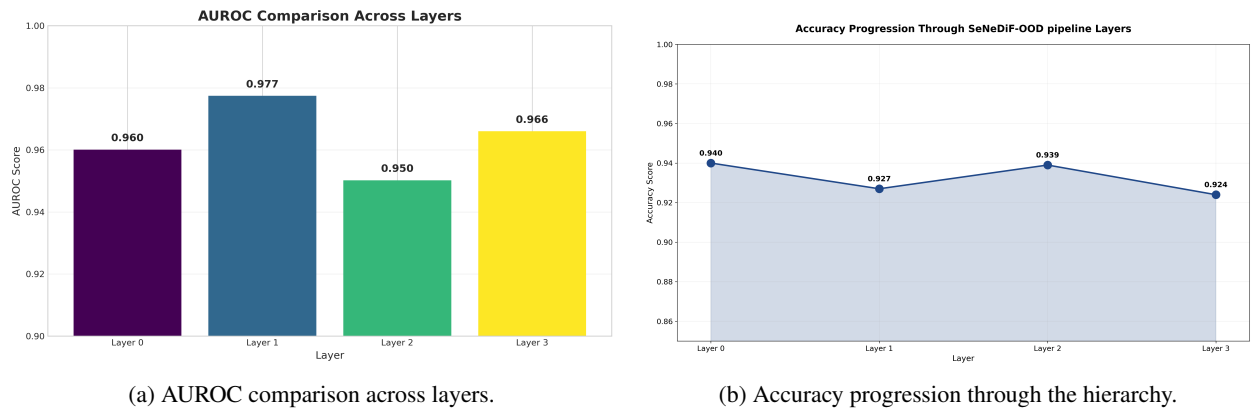 AUROC Comparison Across Layers
1.00
0.98
0.96
0.94
0.92
0.90
AUROC Score
0.960
0.977
0.950
0.966
Layer 0
Layer 1
Layer 2
Layer 3
Layer
(a) AUROC comparison across layers.
Accuracy Progression Through SeNeDiF-OOD pipeline Layers
1.00
0.98
0.96
0.94
0.92
0.90
0.88
0.86
Accuracy Score
0.940
0.927
0.939
0.924
Layer 0
Layer 1
Layer 2
Layer 3
Layer
(b) Accuracy progression through the hierarchy.